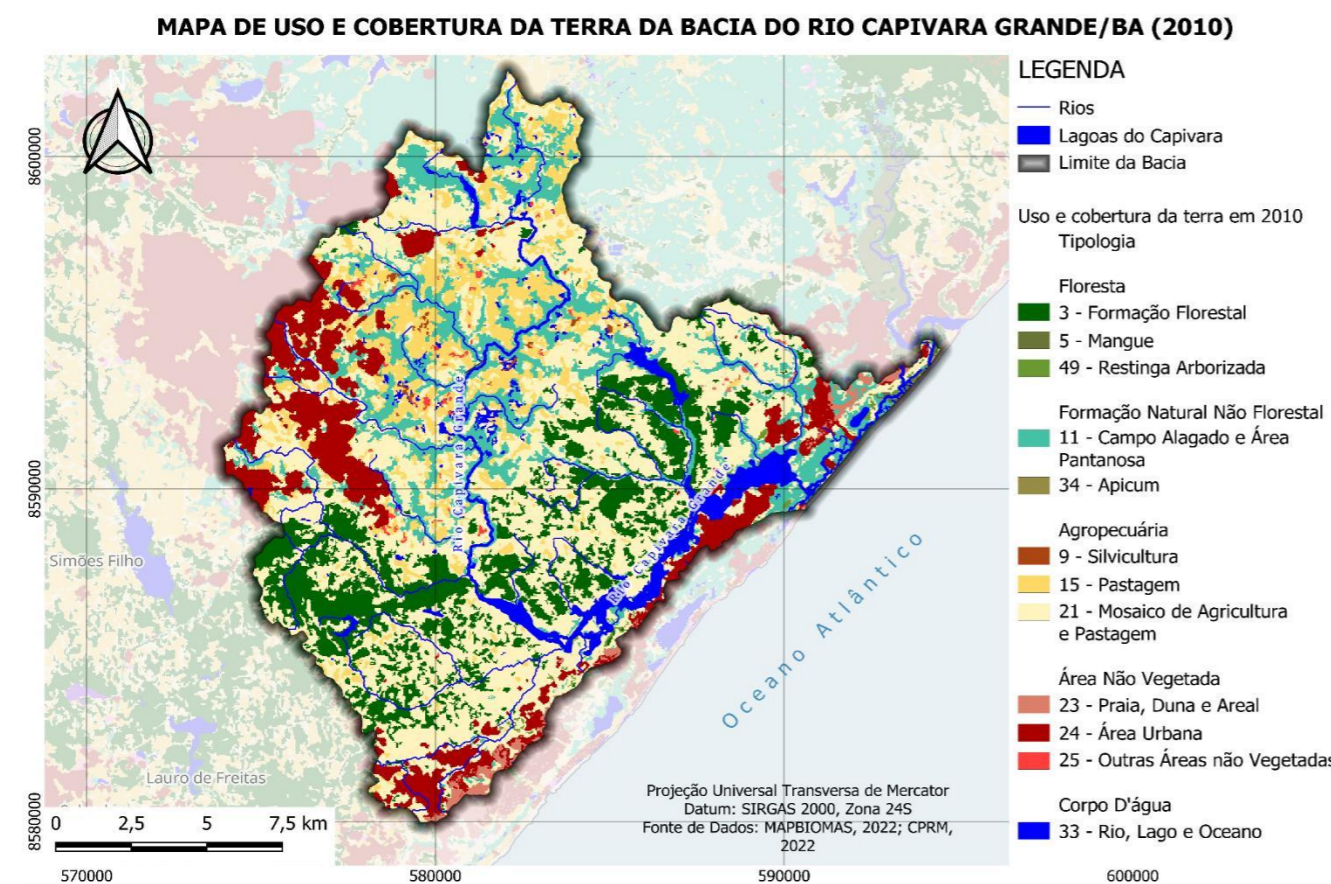 MAPA DE USO E COBERTURA DA TERRA DA BACIA DO RIO CAPIVARA GRANDE/BA (2010)
LEGENDA
Rios
Lagoas do Capivara
Limite da Bacia
Uso e cobertura da terra em 2010
Tipologia
Floresta
3 - Formação Florestal
5 - Mangue
49 - Restinga Arborizada
Formação Natural Não Florestal
11 - Campo Alagado e Área
Pantanosa
34 - Apicum
Agropecuária
9 - Silvicultura
15 - Pastagem
21 - Mosaico de Agricultura
e Pastagem
Área Não Vegetada
23 - Praia, Duna e Areal
24 - Área Urbana
25 - Outras Áreas não Vegetadas
Corpo D'água
33 - Rio, Lago e Oceano
8600000
8590000
8580000
Rio Capivara Grande
Rio Capivara Grande
Simões Filho
Lauro de Freitas
Oceano Atlântico
0 2,5 5 7,5 km
Projeção Universal Transversa de Mercator
Datum: SIRGAS 2000, Zona 24S
Fonte de Dados: MAPBIOMAS, 2022; CPRM,
2022
570000 580000 590000 600000